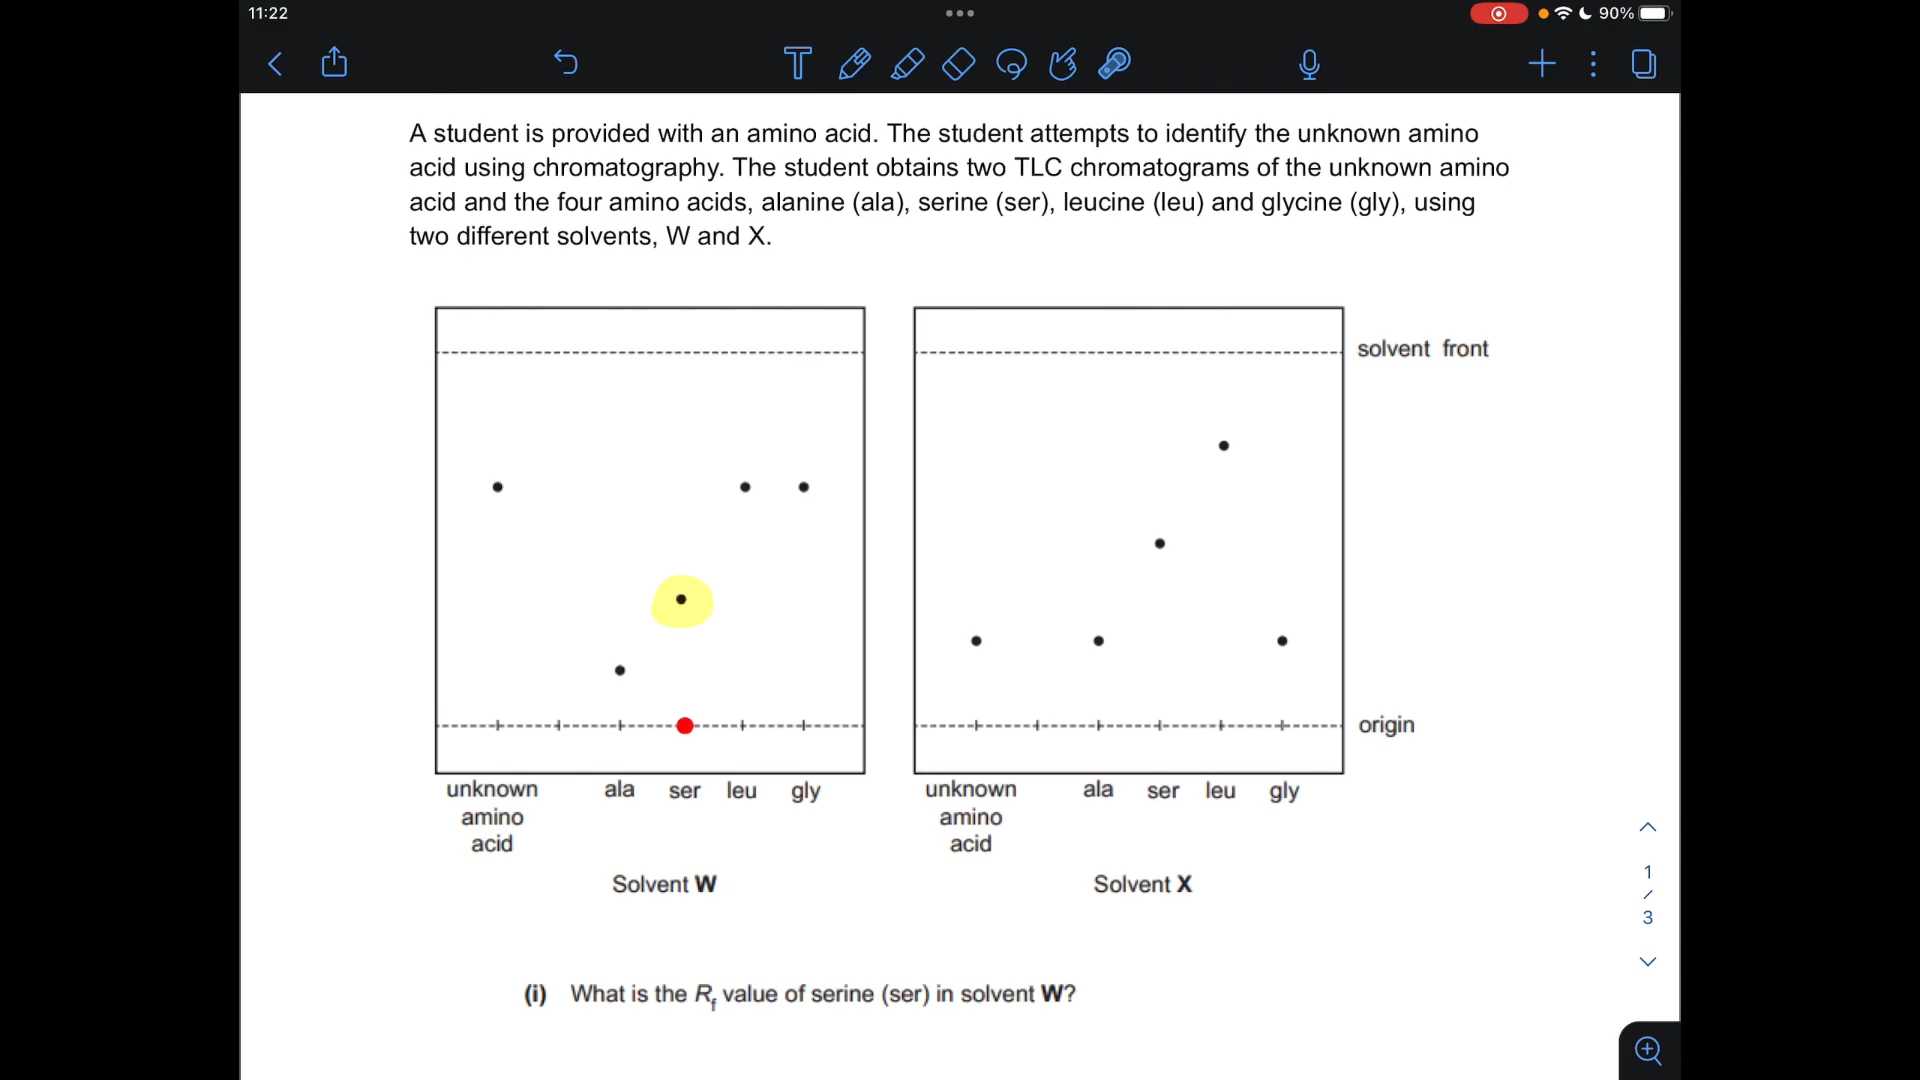 11:22
90%
A student is provided with an amino acid. The student attempts to identify the unknown amino
acid using chromatography. The student obtains two TLC chromatograms of the unknown amino
acid and the four amino acids, alanine (ala), serine (ser), leucine (leu) and glycine (gly), using
two different solvents, W and X.
solvent front
origin
unknown amino acid
ala
ser
leu
gly
Solvent W
unknown amino acid
ala
ser
leu
gly
Solvent X
1
/
3
(i) What is the Rf value of serine (ser) in solvent W?